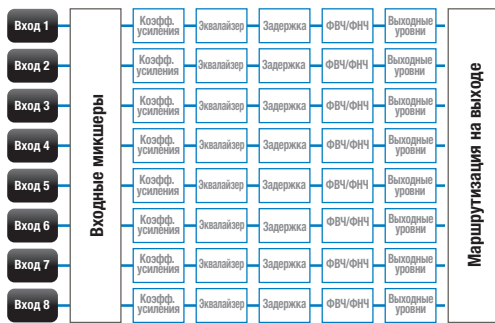 Вход 1
Коэфф.
усиления
Эквалайзер
Задержка
ФВЧ/ФНЧ
Выходные
уровни
Вход 2
Коэфф.
усиления
Эквалайзер
Задержка
ФВЧ/ФНЧ
Выходные
уровни
Вход 3
Коэфф.
усиления
Эквалайзер
Задержка
ФВЧ/ФНЧ
Выходные
уровни
Вход 4
Коэфф.
усиления
Эквалайзер
Задержка
ФВЧ/ФНЧ
Выходные
уровни
Вход 5
Коэфф.
усиления
Эквалайзер
Задержка
ФВЧ/ФНЧ
Выходные
уровни
Вход 6
Коэфф.
усиления
Эквалайзер
Задержка
ФВЧ/ФНЧ
Выходные
уровни
Вход 7
Коэфф.
усиления
Эквалайзер
Задержка
ФВЧ/ФНЧ
Выходные
уровни
Вход 8
Коэфф.
усиления
Эквалайзер
Задержка
ФВЧ/ФНЧ
Выходные
уровни
Входные микшеры
Маршрутизация на выходе